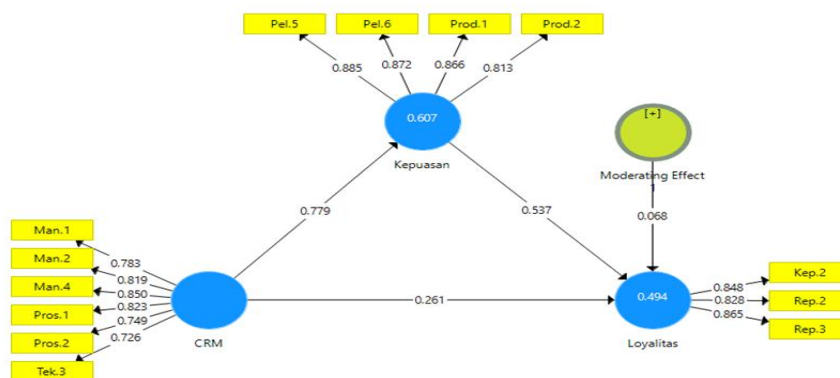 Pel.5
Pel.6
Prod.1
Prod.2
0.885
0.872
0.866
0.813
0.607
Kepuasan
[+]
Moderating Effect
1
0.779
0.537
0.068
Man.1
Man.2
Man.4
Pros.1
Pros.2
Tek.3
0.783
0.819
0.850
0.823
0.749
0.726
CRM
0.261
0.494
Loyalitas
0.848
0.828
0.865
Kep.2
Rep.2
Rep.3